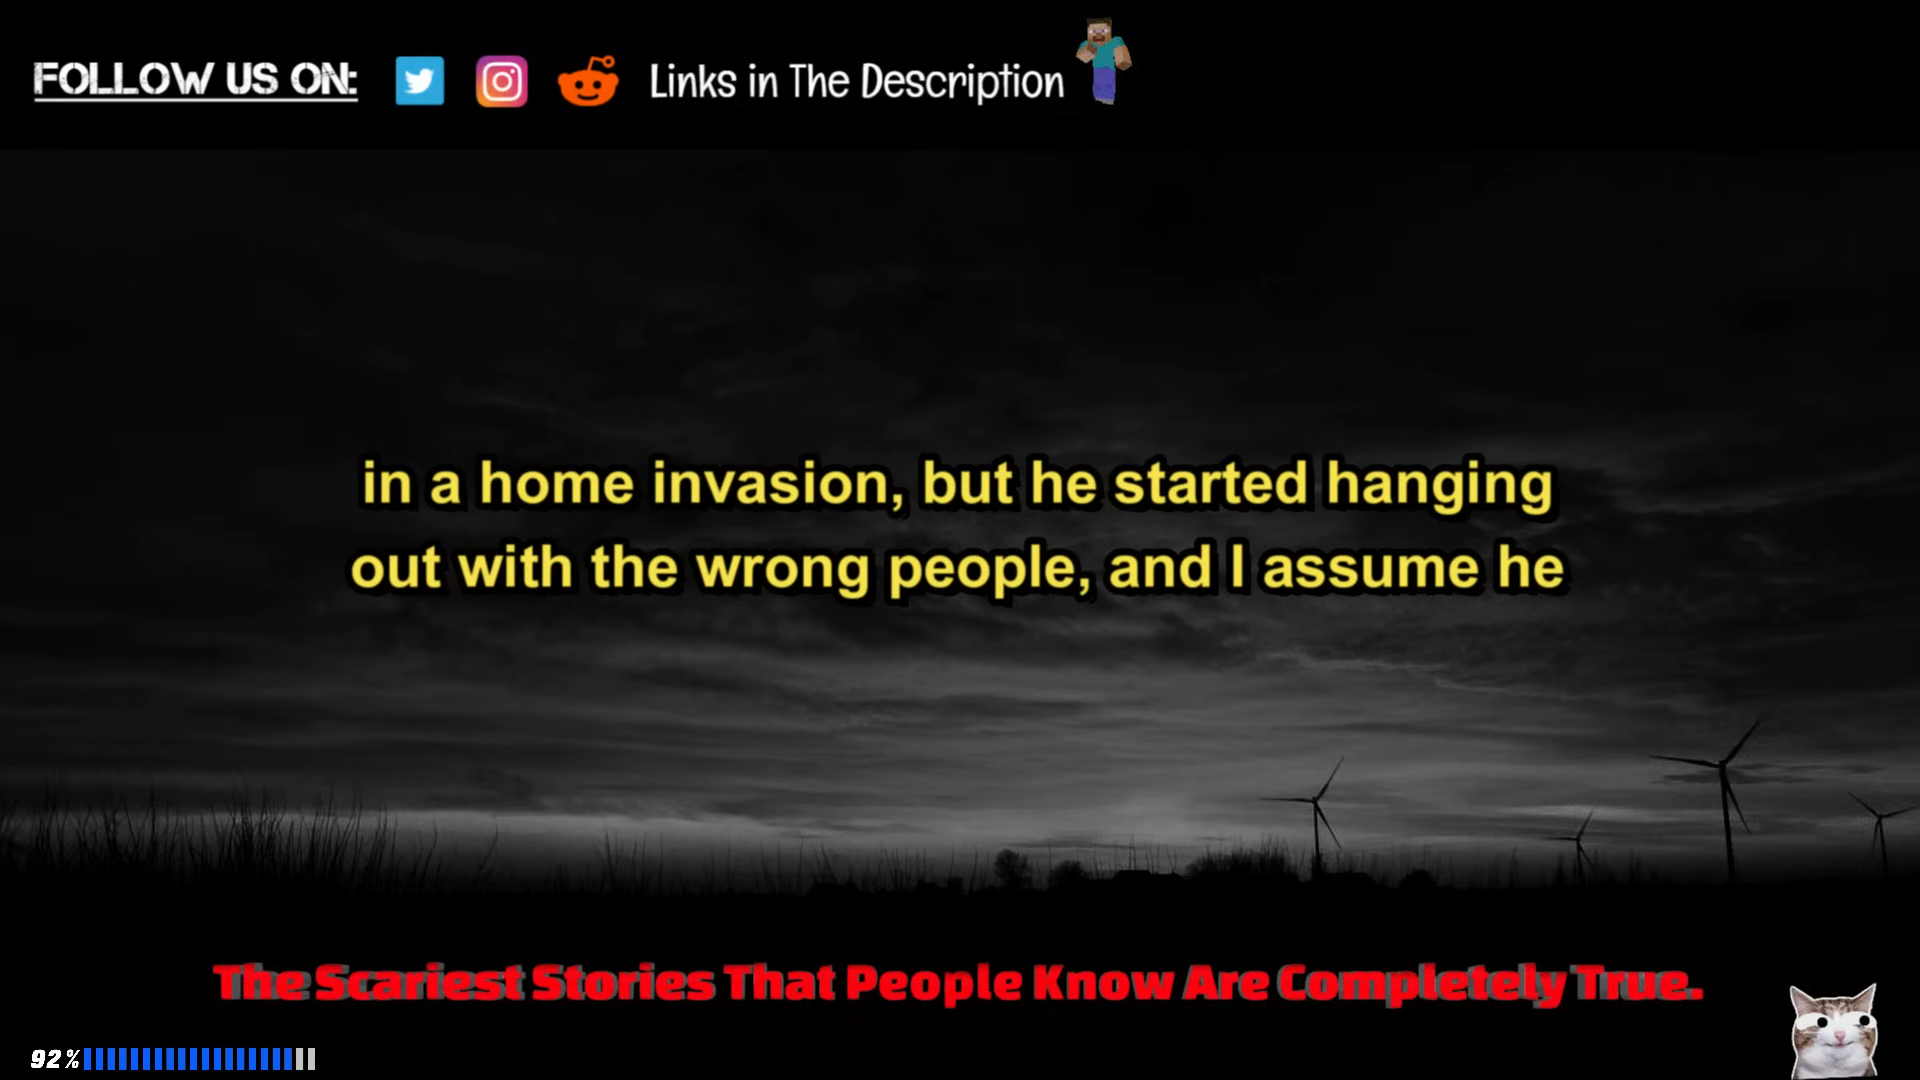 FOLLOW US ON: Links in The Description
in a home invasion, but he started hanging
out with the wrong people, and I assume he
The Scariest Stories That People Know Are Completely True.
92%